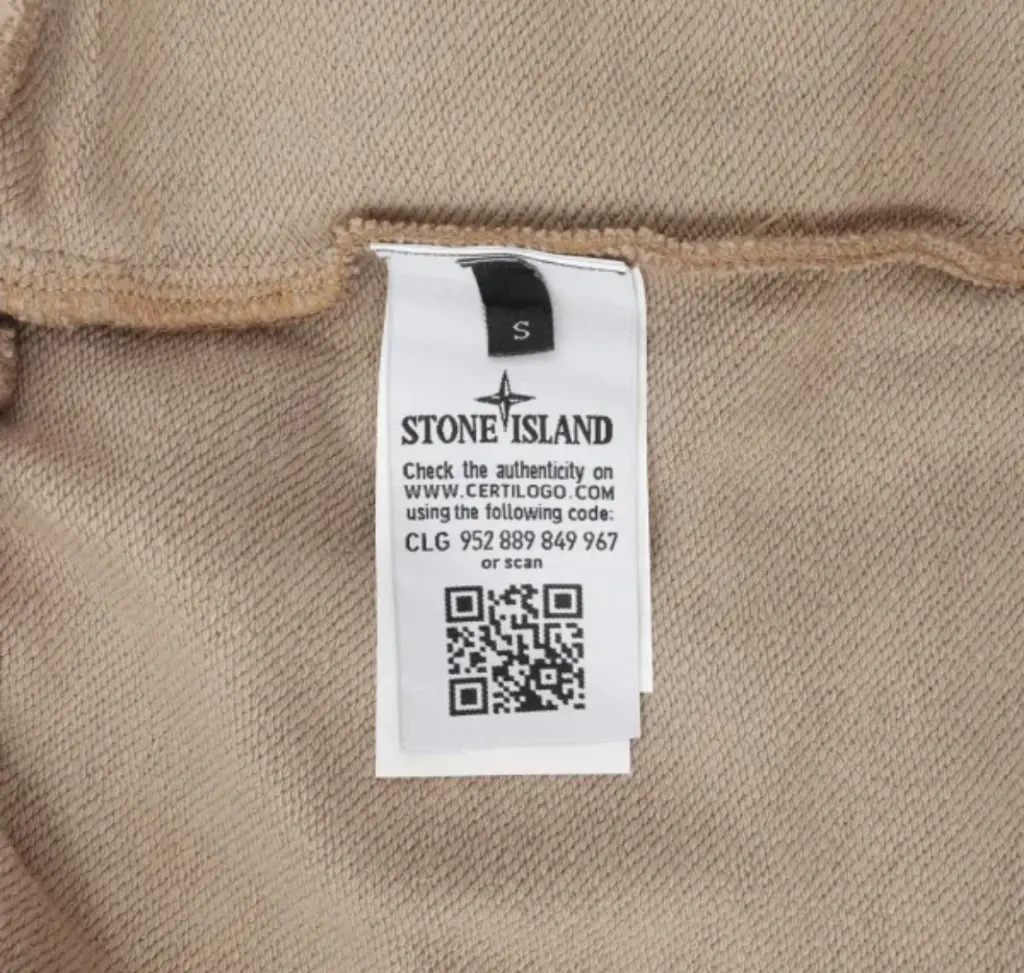 S
STONE ISLAND
Check the authenticity on
WWW.CERTILOGO.COM
using the following code:
CLG 952 889 849 967
or scan